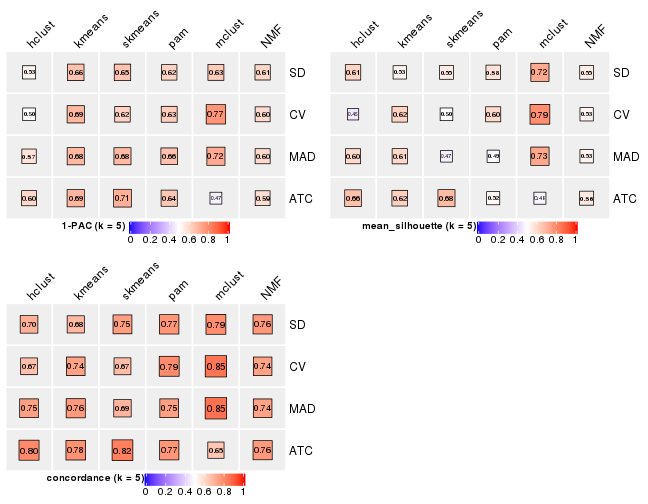 hclust kmeans skmeans pam mclust NMF
0.53 0.66 0.65 0.62 0.63 0.61 SD
0.50 0.69 0.62 0.63 0.77 0.60 CV
0.57 0.68 0.68 0.66 0.72 0.60 MAD
0.60 0.69 0.71 0.64 0.47 0.59 ATC
1-PAC (k = 5)
0 0.2 0.4 0.6 0.8 1
hclust kmeans skmeans pam mclust NMF
0.61 0.53 0.55 0.58 0.72 0.55 SD
0.45 0.62 0.50 0.60 0.79 0.53 CV
0.60 0.61 0.47 0.49 0.73 0.53 MAD
0.66 0.62 0.68 0.52 0.56 ATC
mean_silhouette (k = 5)
0 0.2 0.4 0.6 0.8 1
hclust kmeans skmeans pam mclust NMF
0.70 0.68 0.75 0.77 0.79 0.76 SD
0.67 0.74 0.67 0.79 0.85 0.74 CV
0.75 0.76 0.69 0.75 0.85 0.74 MAD
0.80 0.78 0.82 0.77 0.65 0.76 ATC
concordance (k = 5)
0 0.2 0.4 0.6 0.8 1